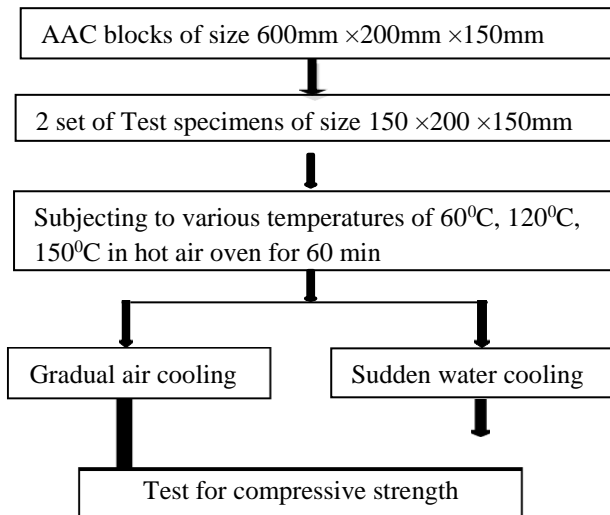 AAC blocks of size 600mm ×200mm ×150mm
2 set of Test specimens of size 150 ×200 ×150mm
Subjecting to various temperatures of 60⁰C, 120⁰C,
150⁰C in hot air oven for 60 min
Gradual air cooling
Sudden water cooling
Test for compressive strength